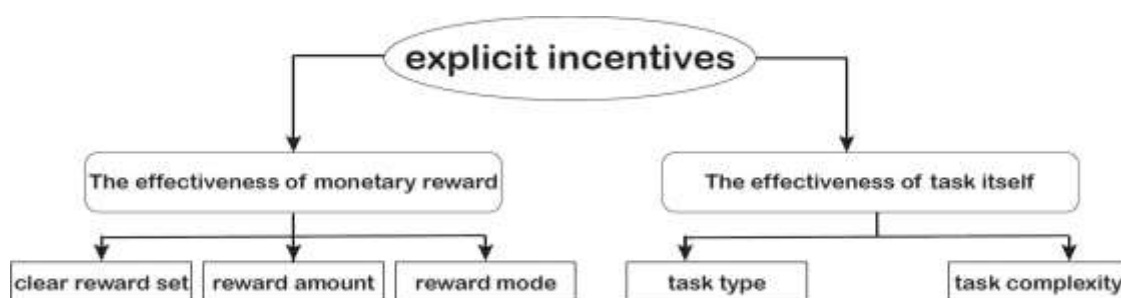 explicit incentives
The effectiveness of monetary reward
The effectiveness of task itself
clear reward set
reward amount
reward mode
task type
task complexity